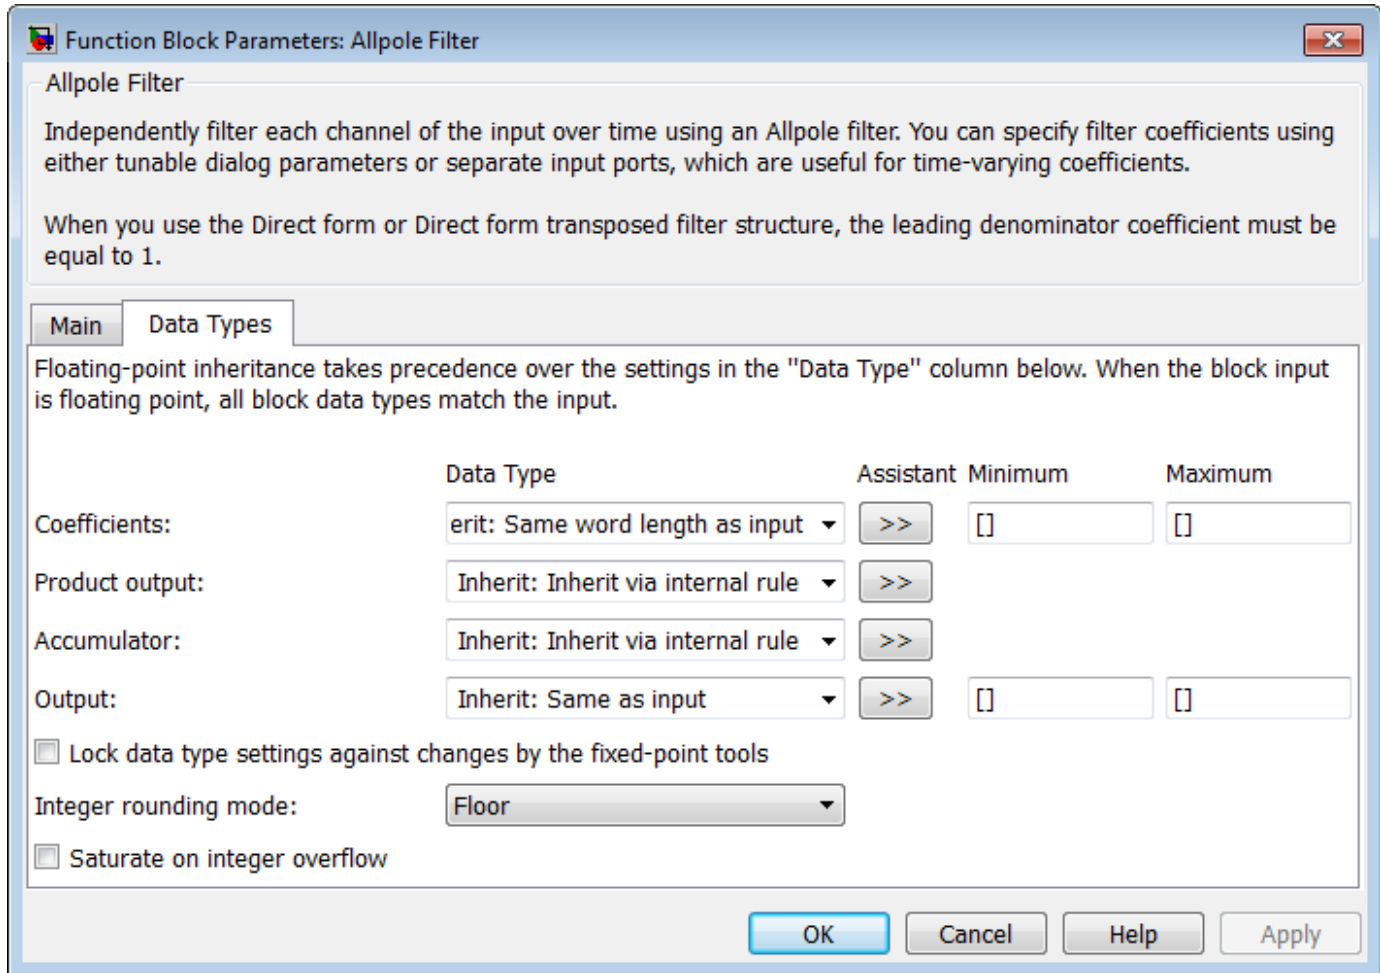 Function Block Parameters: Allpole Filter
Allpole Filter
Independently filter each channel of the input over time using an Allpole filter. You can specify filter coefficients using
either tunable dialog parameters or separate input ports, which are useful for time-varying coefficients.
When you use the Direct form or Direct form transposed filter structure, the leading denominator coefficient must be
equal to 1.
Main Data Types
Floating-point inheritance takes precedence over the settings in the "Data Type" column below. When the block input
is floating point, all block data types match the input.
Data Type Assistant Minimum Maximum
Coefficients: erit: Same word length as input >> [] []
Product output: Inherit: Inherit via internal rule >>
Accumulator: Inherit: Inherit via internal rule >>
Output: Inherit: Same as input >> [] []
Lock data type settings against changes by the fixed-point tools
Integer rounding mode: Floor
Saturate on integer overflow
OK Cancel Help Apply